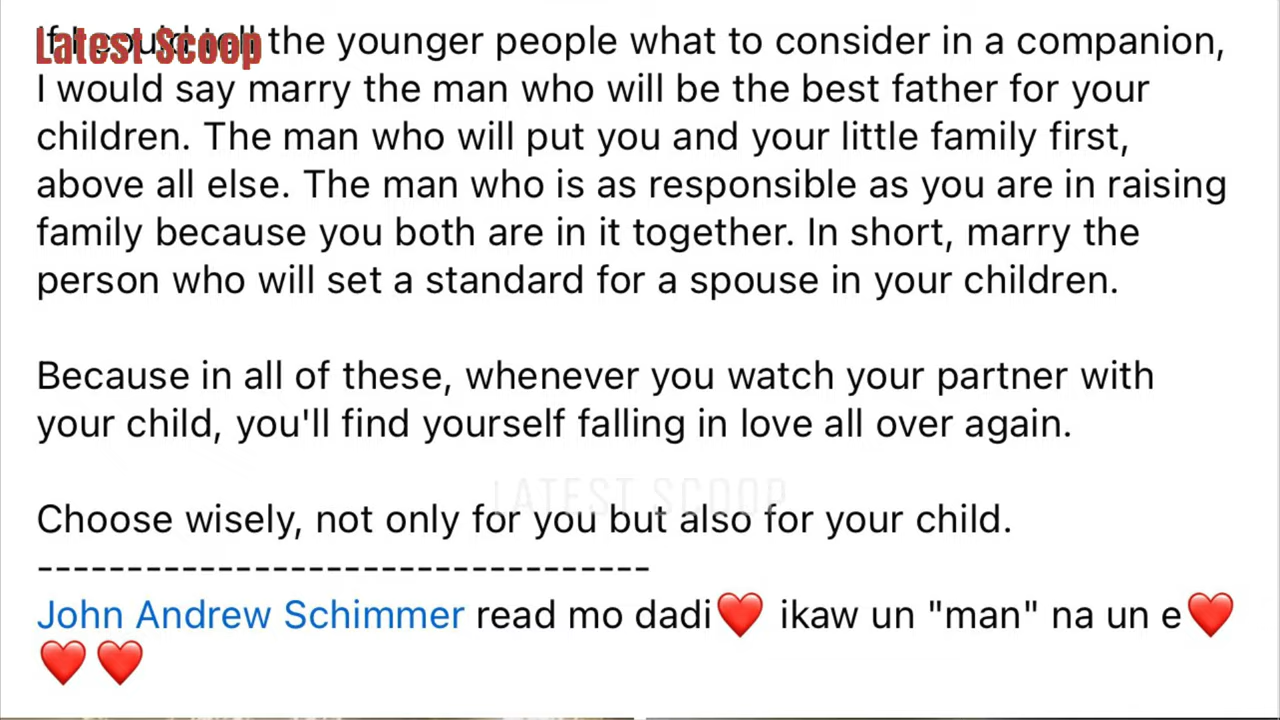 Latest Scoop
If I could tell the younger people what to consider in a companion,
I would say marry the man who will be the best father for your
children. The man who will put you and your little family first,
above all else. The man who is as responsible as you are in raising
family because you both are in it together. In short, marry the
person who will set a standard for a spouse in your children.
Because in all of these, whenever you watch your partner with
your child, you'll find yourself falling in love all over again.
LATEST SCOOP
Choose wisely, not only for you but also for your child.
----------------------------------
John Andrew Schimmer read mo dadi❤️ ikaw un "man" na un e❤️
❤️❤️